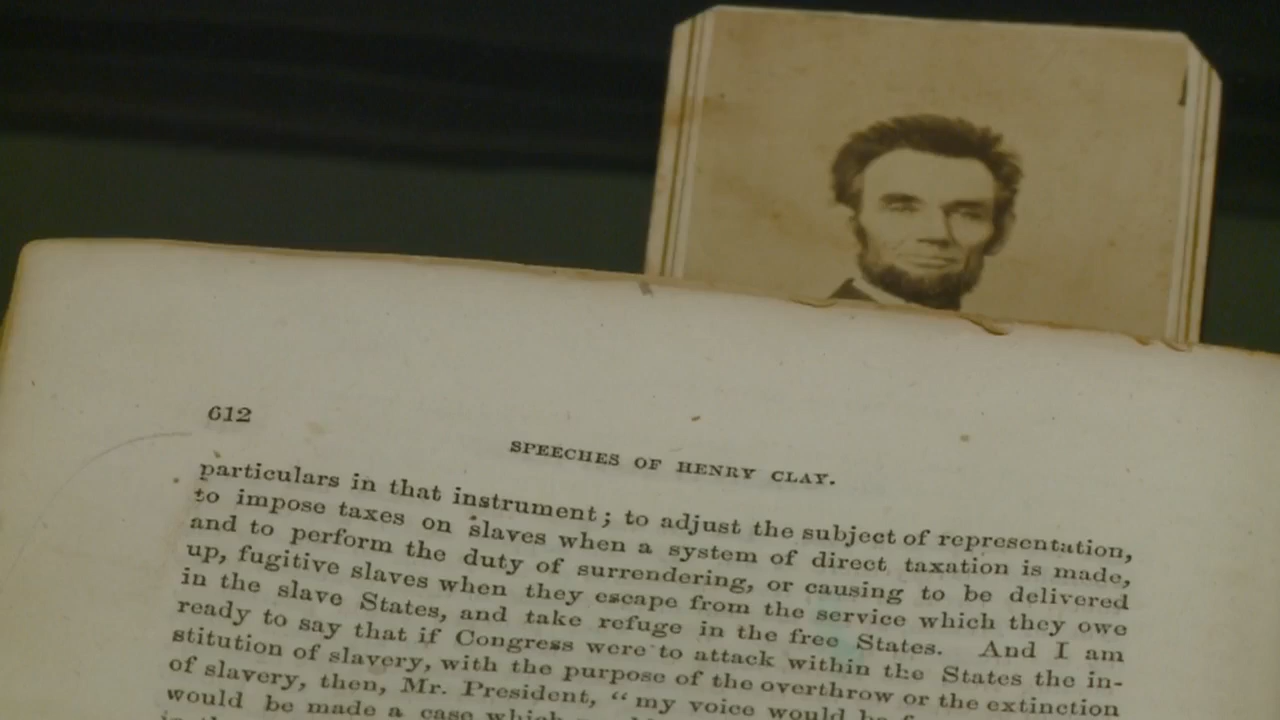 612
SPEECHES OF HENRY CLAY.
particulars in that instrument; to adjust the subject of representation,
to impose taxes on slaves when a system of direct taxation is made,
and to perform the duty of surrendering, or causing to be delivered
up, fugitive slaves when they escape from the service which they owe
in the slave States, and take refuge in the free States. And I am
ready to say that if Congress were to attack within the States the in-
stitution of slavery, with the purpose of the overthrow or the extinction
of slavery, then, Mr. President, “my voice would be
would be made a case which